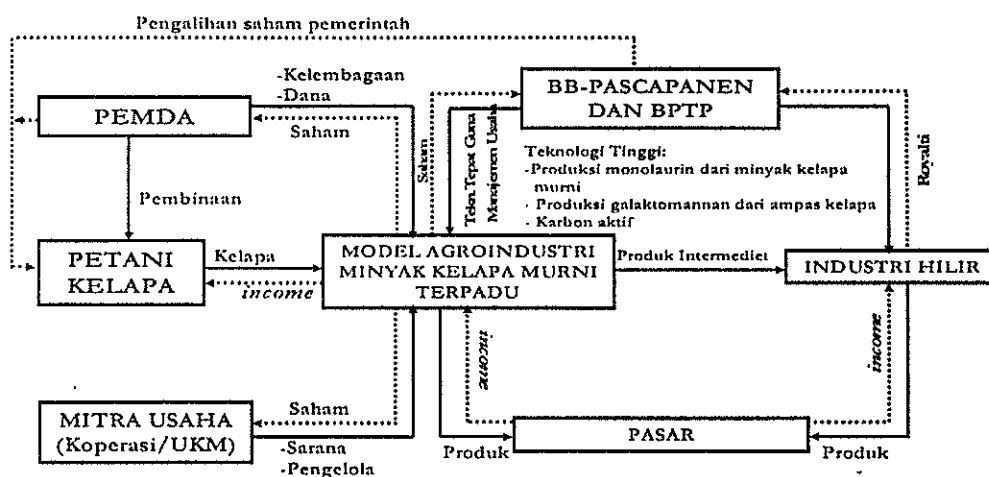 Pengalihan saham pemerintah
PEMDA
-Kelembagaan
-Dana
Saham
BB-PASCAPANEN
DAN BPTP
Saham
Tekn. Tepat Guna
Manajemen Usaha
Teknologi Tinggi:
-Produksi monolaurin dari minyak kelapa
murni
- Produksi galaktomannan dari ampas kelapa
- Karbon aktif
Royalti
Pembinaan
PETANI
KELAPA
Kelapa
income
MODEL AGROINDUSTRI
MINYAK KELAPA MURNI
TERPADU
Produk Intermediet
INDUSTRI HILIR
income
income
MITRA USAHA
(Koperasi/UKM)
Saham
-Sarana
-Pengelola
Produk
PASAR
Produk